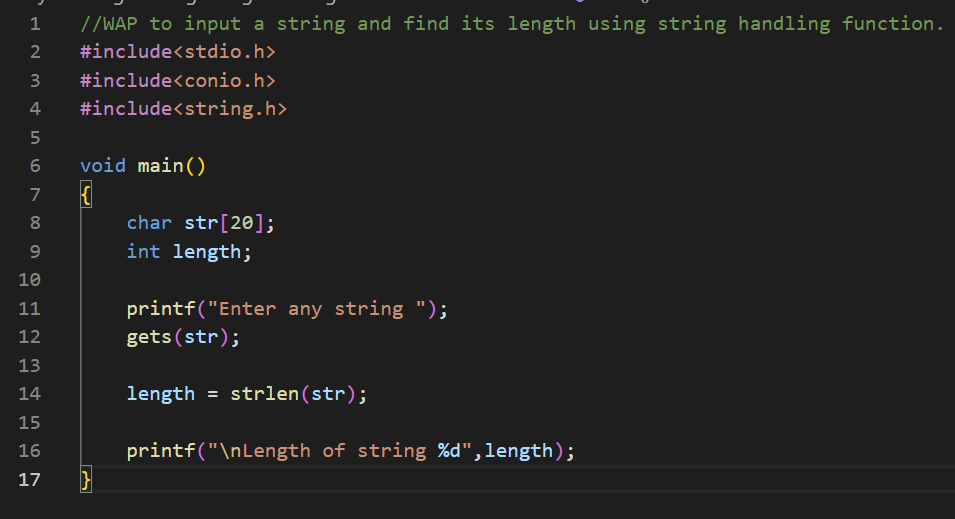 1 //WAP to input a string and find its length using string handling function.
2 #include<stdio.h>
3 #include<conio.h>
4 #include<string.h>
5
6 void main()
7 {
8     char str[20];
9     int length;
10
11     printf("Enter any string ");
12     gets(str);
13
14     length = strlen(str);
15
16     printf("\nLength of string %d",length);
17 }